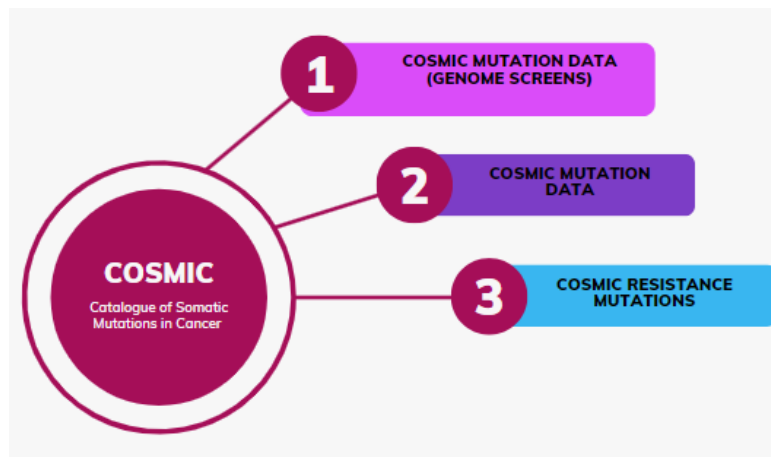 1
COSMIC MUTATION DATA
(GENOME SCREENS)
2
COSMIC MUTATION
DATA
COSMIC
Catalogue of Somatic
Mutations in Cancer
3
COSMIC RESISTANCE
MUTATIONS